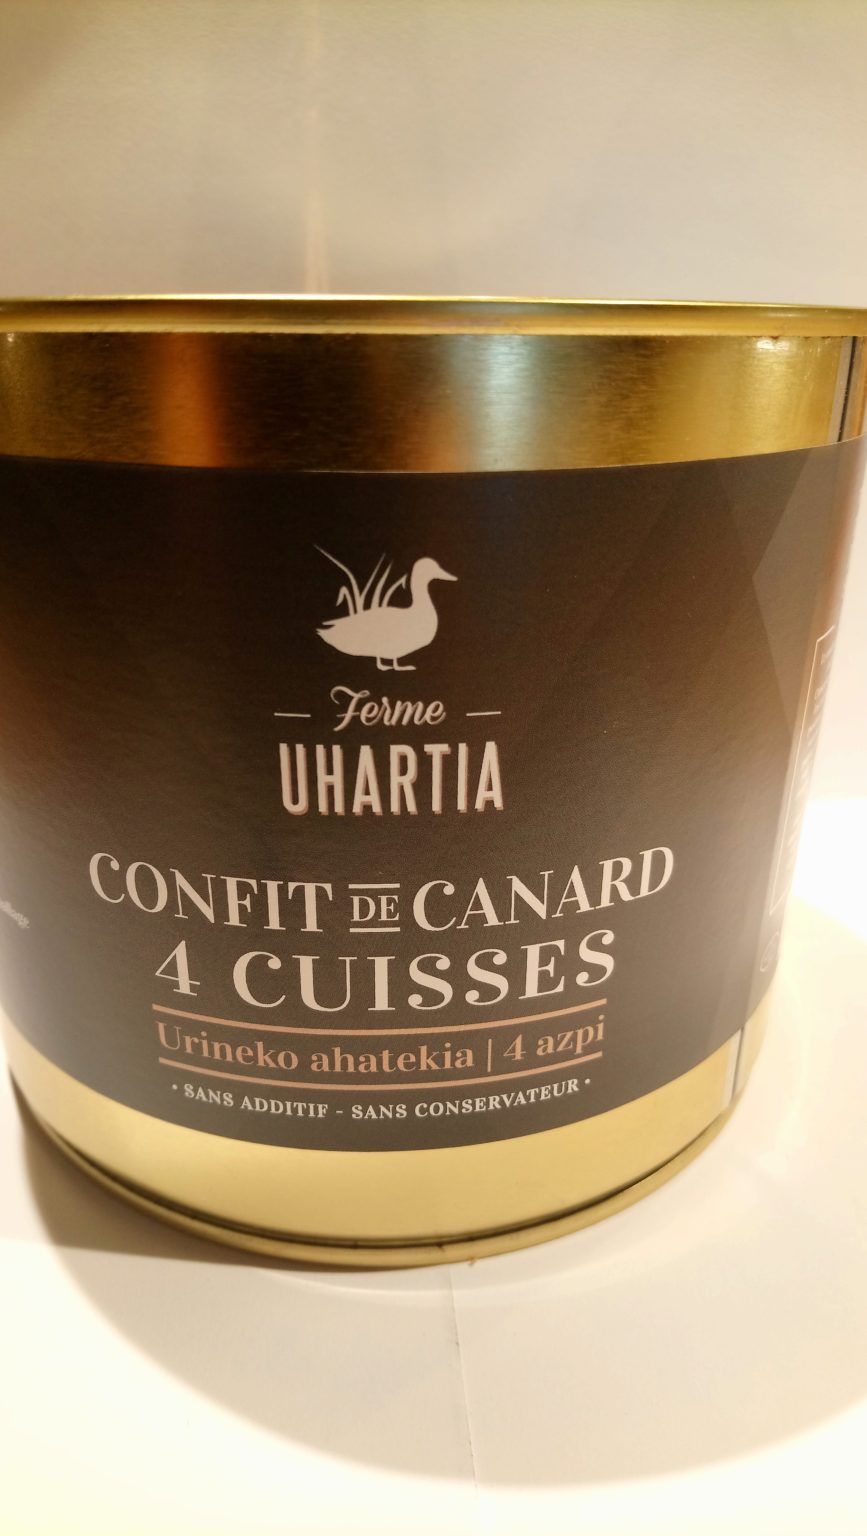 Ferme
UHARTIA
CONFIT DE CANARD
4 CUISSES
Urineko ahatekia | 4 azpi
• SANS ADDITIF - SANS CONSERVATEUR •